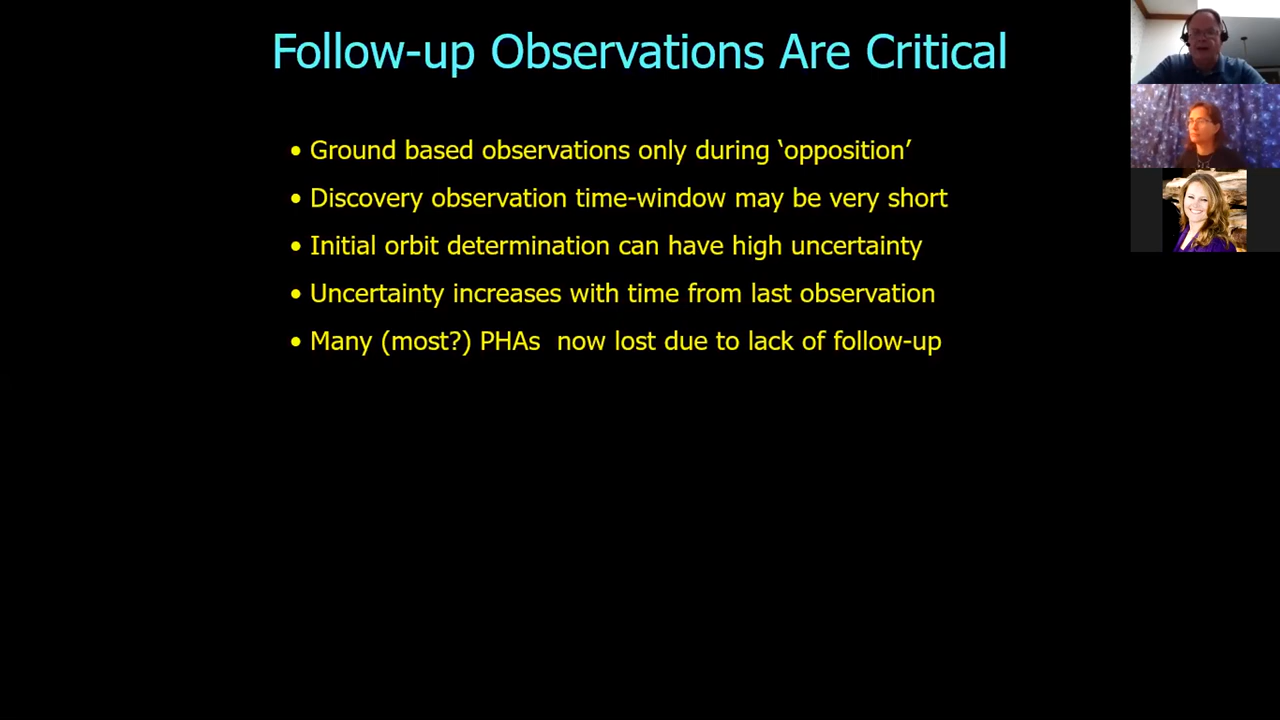 Follow-up Observations Are Critical
• Ground based observations only during ‘opposition’
• Discovery observation time-window may be very short
• Initial orbit determination can have high uncertainty
• Uncertainty increases with time from last observation
• Many (most?) PHAs  now lost due to lack of follow-up